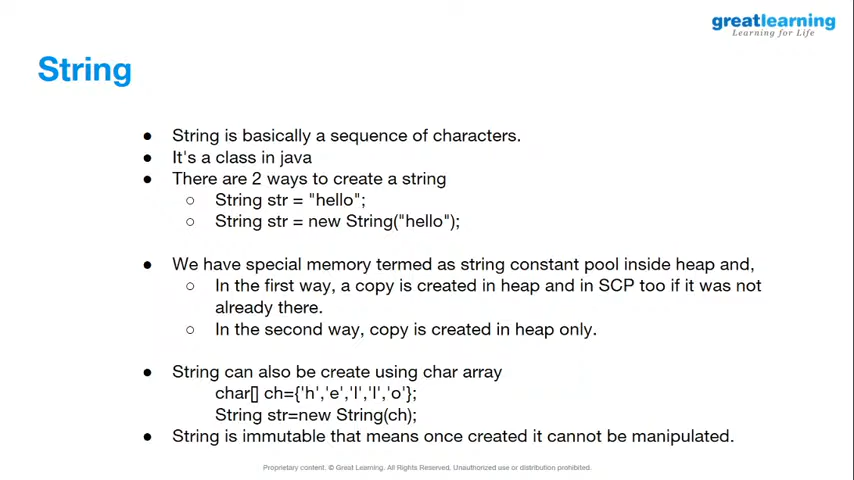 greatlearning
Learning for Life
String
● String is basically a sequence of characters.
● It's a class in java
● There are 2 ways to create a string
○ String str = "hello";
○ String str = new String("hello");
● We have special memory termed as string constant pool inside heap and,
○ In the first way, a copy is created in heap and in SCP too if it was not
already there.
○ In the second way, copy is created in heap only.
● String can also be create using char array
char[] ch={'h','e','l','l','o'};
String str=new String(ch);
● String is immutable that means once created it cannot be manipulated.
Proprietary content. © Great Learning. All Rights Reserved. Unauthorized use or distribution prohibited.